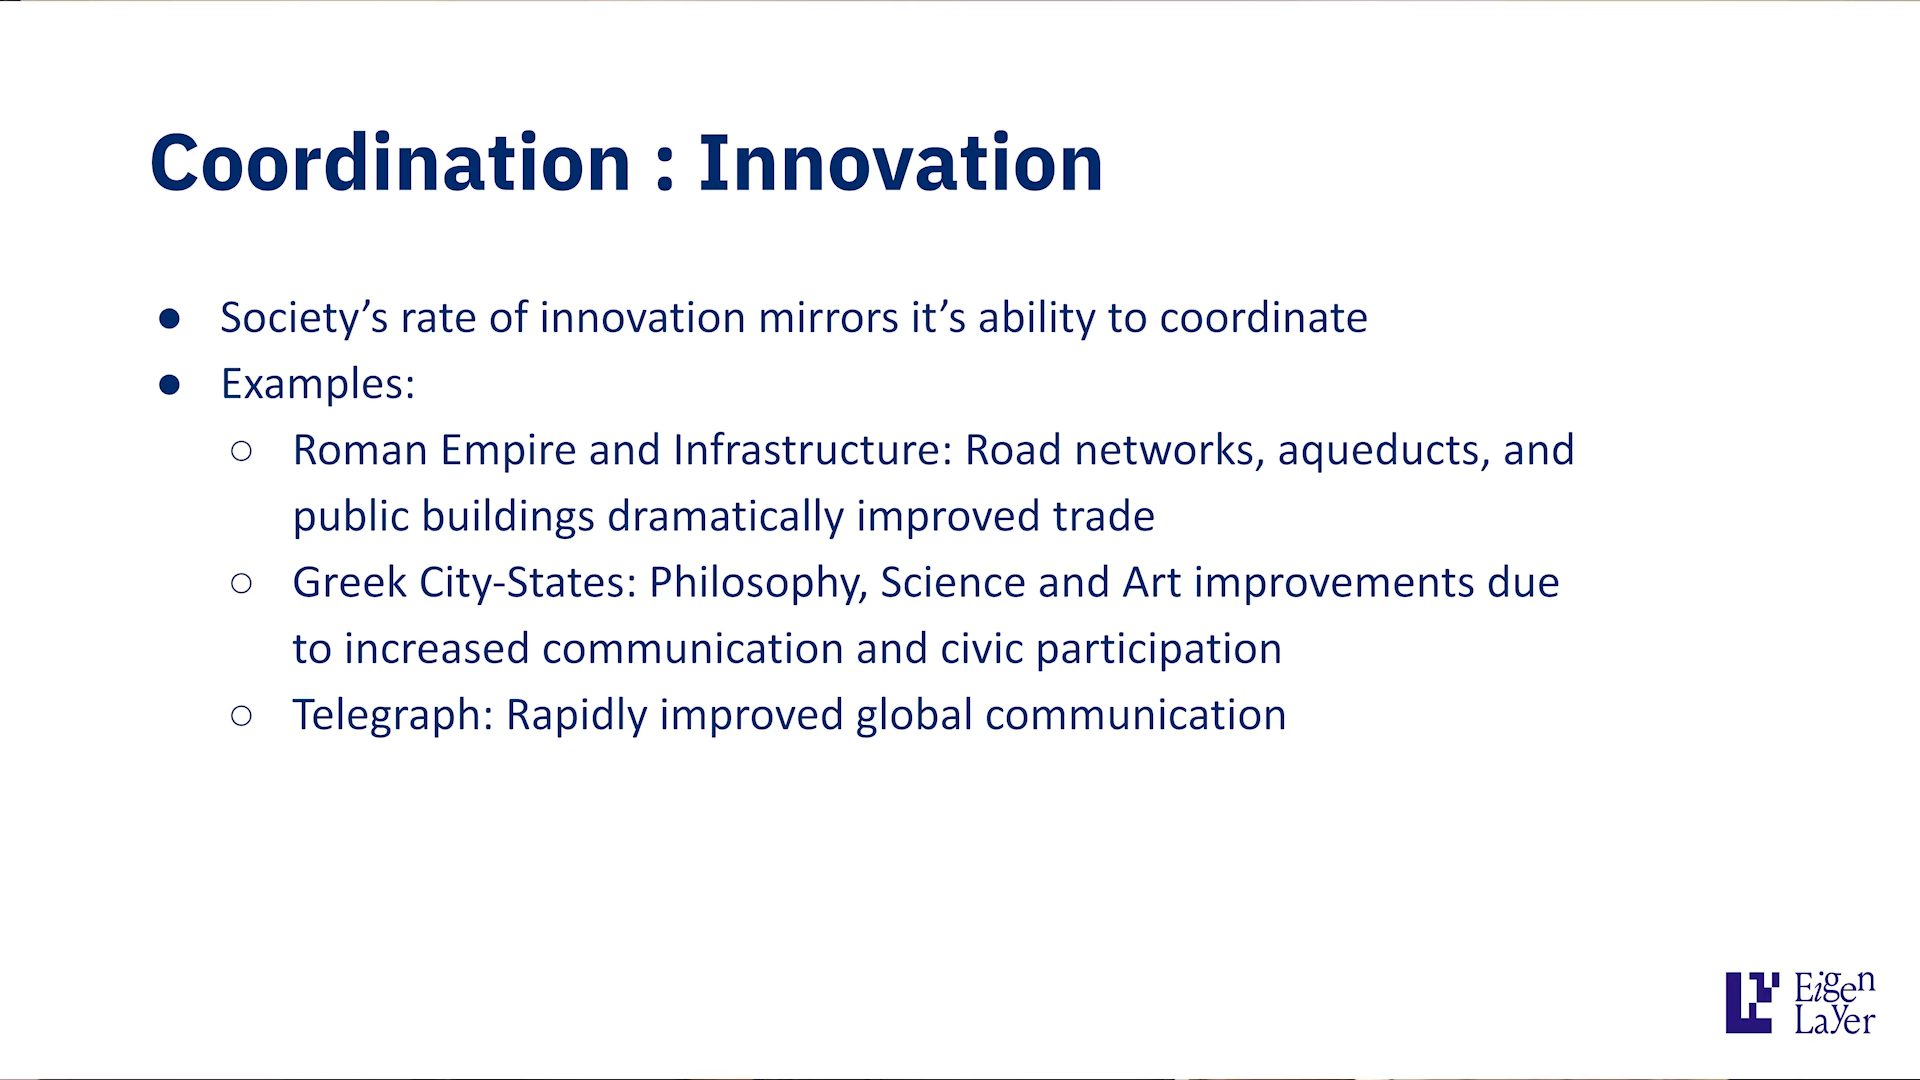 Coordination : Innovation
● Society’s rate of innovation mirrors it’s ability to coordinate
● Examples:
○ Roman Empire and Infrastructure: Road networks, aqueducts, and
public buildings dramatically improved trade
○ Greek City-States: Philosophy, Science and Art improvements due
to increased communication and civic participation
○ Telegraph: Rapidly improved global communication
Eigen
Layer